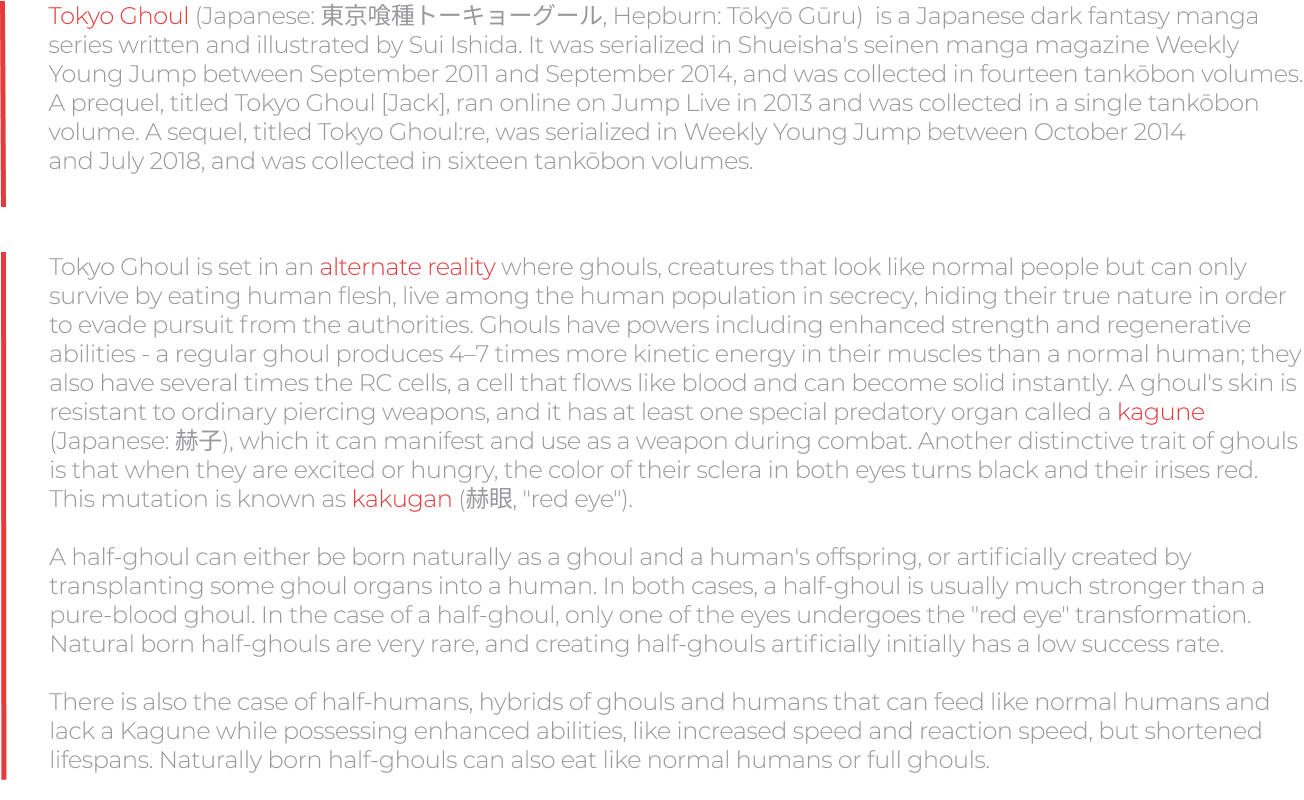 Tokyo Ghoul (Japanese: 東京喰種トーキョーグール, Hepburn: Tōkyō Gūru)  is a Japanese dark fantasy manga
series written and illustrated by Sui Ishida. It was serialized in Shueisha's seinen manga magazine Weekly
Young Jump between September 2011 and September 2014, and was collected in fourteen tankōbon volumes.
A prequel, titled Tokyo Ghoul [Jack], ran online on Jump Live in 2013 and was collected in a single tankōbon
volume. A sequel, titled Tokyo Ghoul:re, was serialized in Weekly Young Jump between October 2014
and July 2018, and was collected in sixteen tankōbon volumes.
Tokyo Ghoul is set in an alternate reality where ghouls, creatures that look like normal people but can only
survive by eating human flesh, live among the human population in secrecy, hiding their true nature in order
to evade pursuit from the authorities. Ghouls have powers including enhanced strength and regenerative
abilities - a regular ghoul produces 4–7 times more kinetic energy in their muscles than a normal human; they
also have several times the RC cells, a cell that flows like blood and can become solid instantly. A ghoul's skin is
resistant to ordinary piercing weapons, and it has at least one special predatory organ called a kagune
(Japanese: 赫子), which it can manifest and use as a weapon during combat. Another distinctive trait of ghouls
is that when they are excited or hungry, the color of their sclera in both eyes turns black and their irises red.
This mutation is known as kakugan (赫眼, "red eye").
A half-ghoul can either be born naturally as a ghoul and a human's offspring, or artificially created by
transplanting some ghoul organs into a human. In both cases, a half-ghoul is usually much stronger than a
pure-blood ghoul. In the case of a half-ghoul, only one of the eyes undergoes the "red eye" transformation.
Natural born half-ghouls are very rare, and creating half-ghouls artificially initially has a low success rate.
There is also the case of half-humans, hybrids of ghouls and humans that can feed like normal humans and
lack a Kagune while possessing enhanced abilities, like increased speed and reaction speed, but shortened
lifespans. Naturally born half-ghouls can also eat like normal humans or full ghouls.